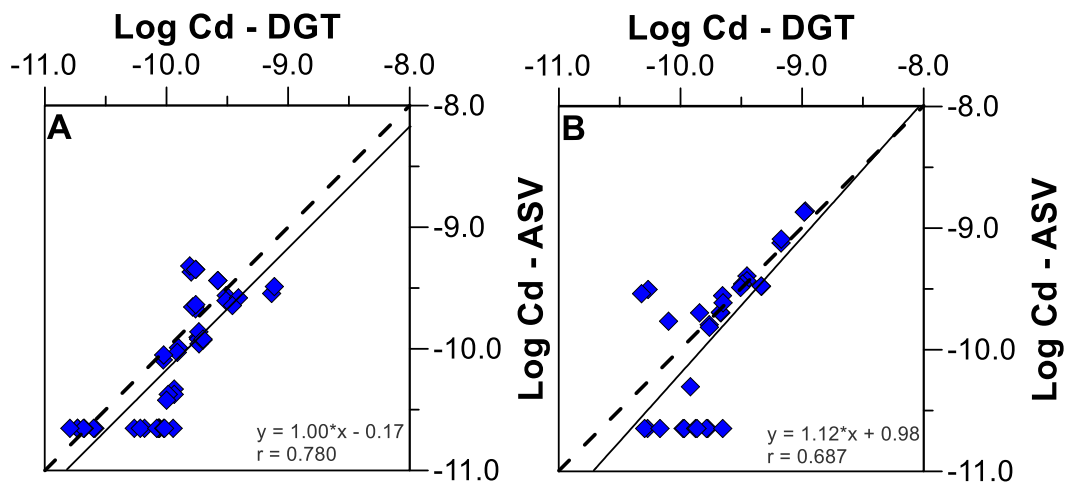 Log Cd - DGT
-11.0 -10.0 -9.0 -8.0
A
-8.0
-9.0
-10.0
-11.0
Log Cd - ASV
y = 1.00*x - 0.17
r = 0.780
Log Cd - DGT
-11.0 -10.0 -9.0 -8.0
B
-8.0
-9.0
-10.0
-11.0
Log Cd - ASV
y = 1.12*x + 0.98
r = 0.687